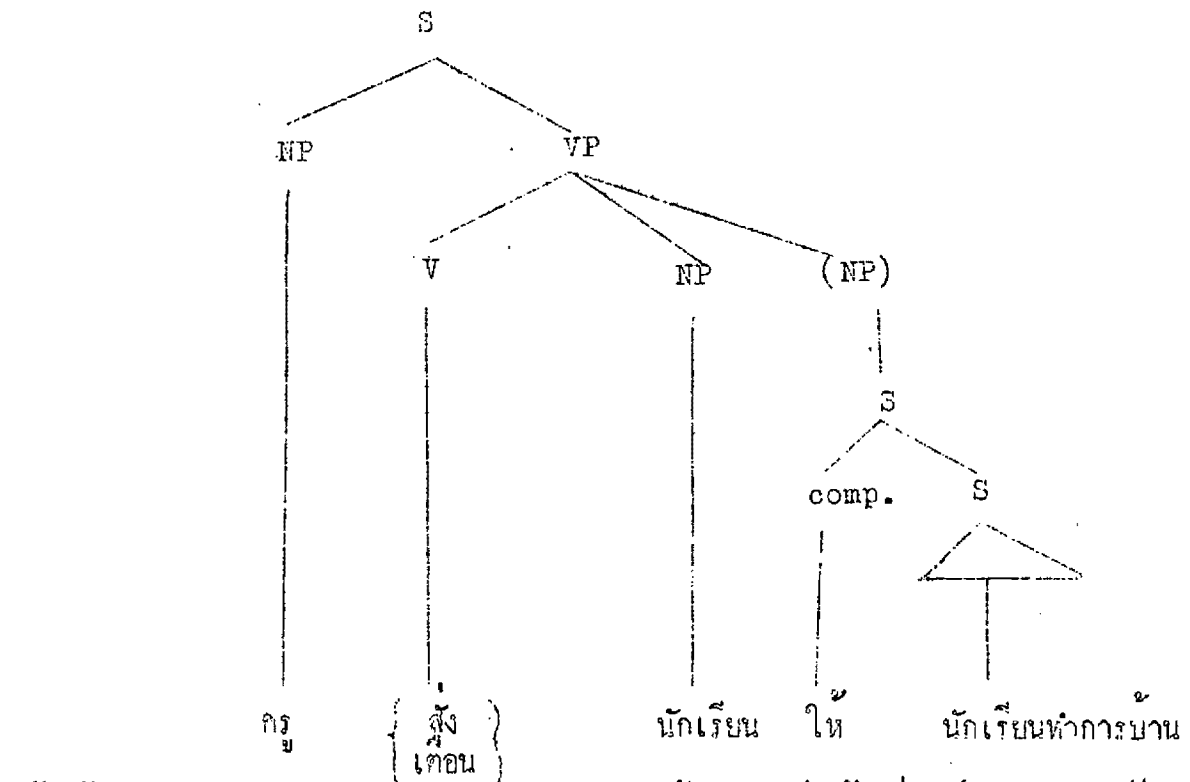 S
NP VP
V NP (NP)
S
comp. S
ครู { สั่ง นักเรียน ให้ นักเรียนทำการบ้าน
เตือน }